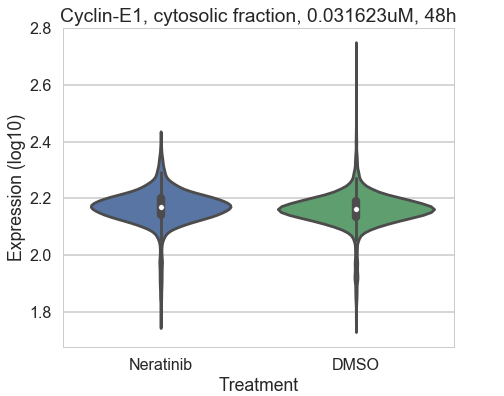 Cyclin-E1, cytosolic fraction, 0.031623uM, 48h
Expression (log10)
2.8
2.6
2.4
2.2
2.0
1.8
Neratinib DMSO
Treatment